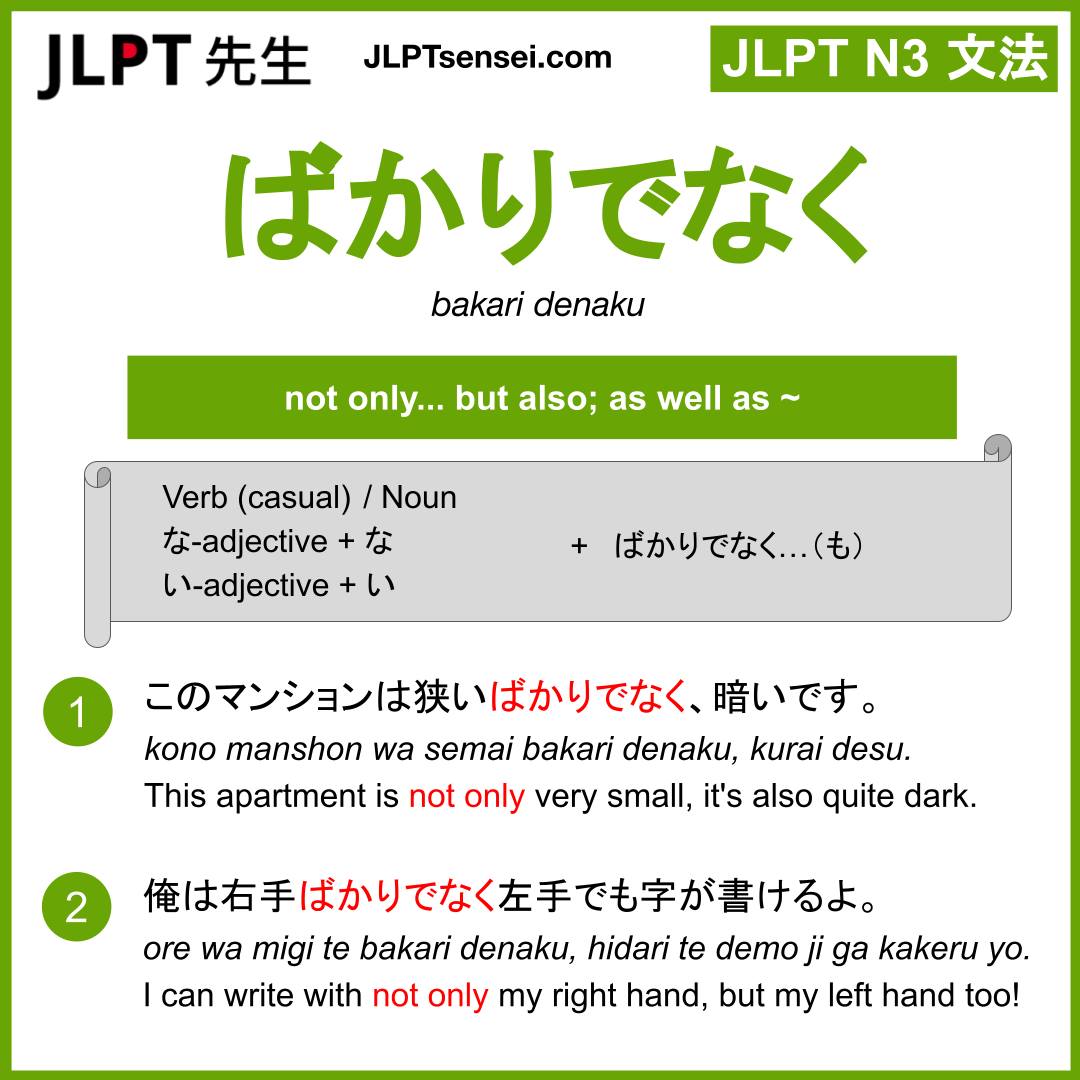 JLPT 先生
JLPTsensei.com
JLPT N3 文法
ばかりでなく
bakari denaku
not only... but also; as well as ~
Verb (casual) / Noun
な-adjective + な
い-adjective + い
+ ばかりでなく…（も）
1
このマンションは狭いばかりでなく、暗いです。
kono manshon wa semai bakari denaku, kurai desu.
This apartment is not only very small, it's also quite dark.
2
俺は右手ばかりでなく左手でも字が書けるよ。
ore wa migi te bakari denaku, hidari te demo ji ga kakeru yo.
I can write with not only my right hand, but my left hand too!